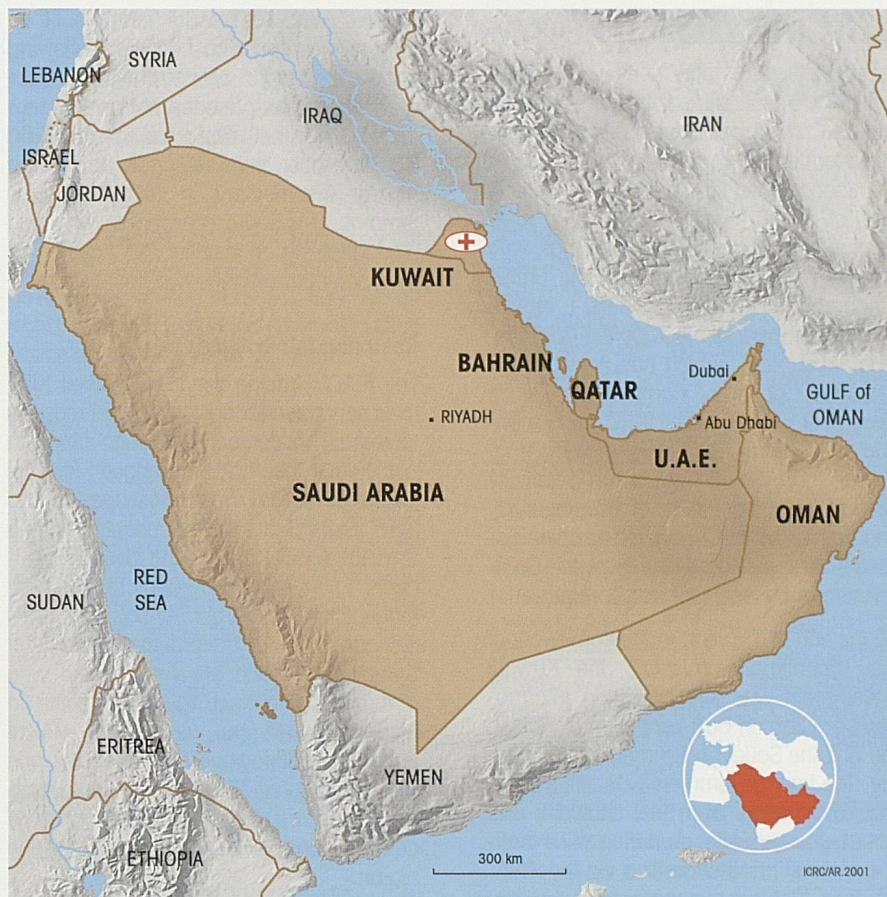 SYRIA
LEBANON
IRAQ
IRAN
ISRAEL
JORDAN
KUWAIT
BAHRAIN
QATAR
Dubai
GULF of
OMAN
RIYADH
Abu Dhabi
U.A.E.
SAUDI ARABIA
OMAN
RED
SEA
SUDAN
ERITREA
YEMEN
ETHIOPIA
300 km
ICRC/AR.2001